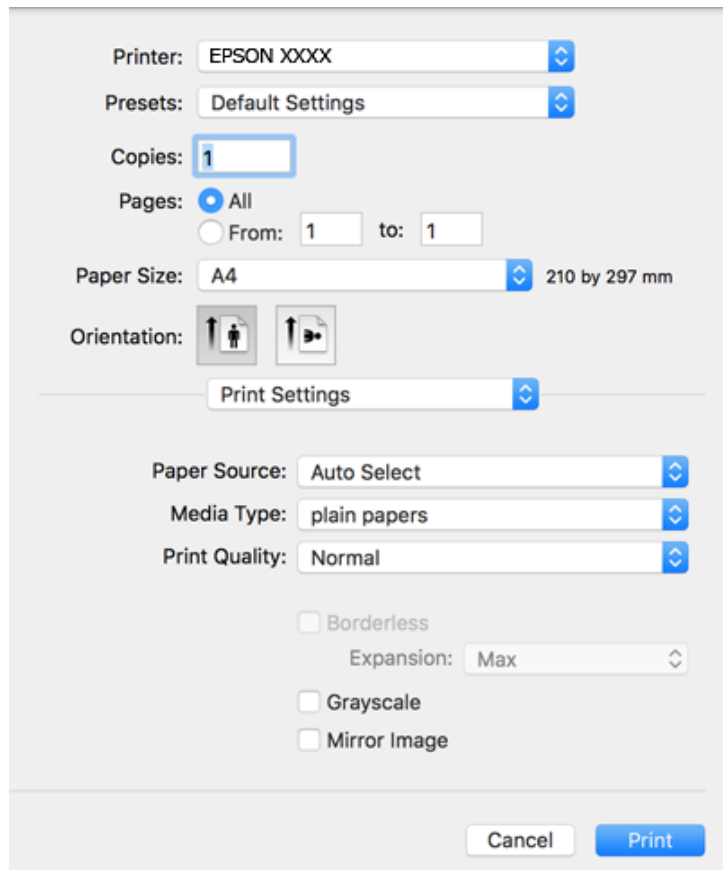 Printer: EPSON XXXX
Presets: Default Settings
Copies: 1
Pages: All
From: 1 to: 1
Paper Size: A4 210 by 297 mm
Orientation:
Print Settings
Paper Source: Auto Select
Media Type: plain papers
Print Quality: Normal
Borderless
Expansion: Max
Grayscale
Mirror Image
Cancel Print